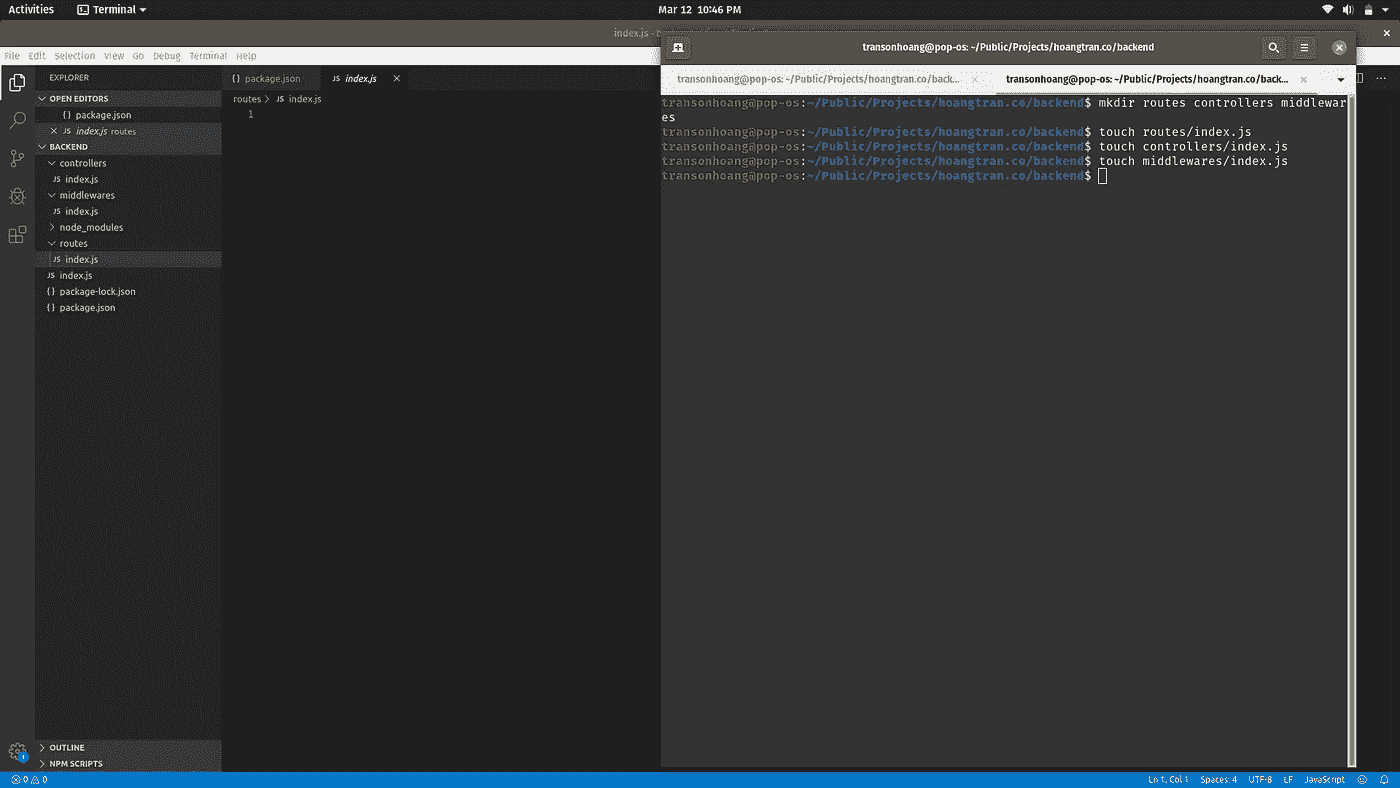 Activities Terminal Mar 12 10:46 PM
index.js -
File Edit Selection View Go Debug Terminal Help
EXPLORER
OPEN EDITORS
{} package.json
JS index.js routes
BACKEND
controllers
JS index.js
middlewares
JS index.js
node_modules
routes
JS index.js
JS index.js
{} package-lock.json
{} package.json
OUTLINE
NPM SCRIPTS
{} package.json JS index.js
routes > JS index.js
1
transonhoang@pop-os:~/Public/Projects/hoangtran.co/backend
transonhoang@pop-os: ~/Public/Projects/hoangtran.co/back... transonhoang@pop-os: ~/Public/Projects/hoangtran.co/back...
transonhoang@pop-os:~/Public/Projects/hoangtran.co/backend$ mkdir routes controllers middlewar
es
transonhoang@pop-os:~/Public/Projects/hoangtran.co/backend$ touch routes/index.js
transonhoang@pop-os:~/Public/Projects/hoangtran.co/backend$ touch controllers/index.js
transonhoang@pop-os:~/Public/Projects/hoangtran.co/backend$ touch middlewares/index.js
transonhoang@pop-os:~/Public/Projects/hoangtran.co/backend$
1
0 0 Ln 1, Col 1 Spaces: 4 UTF-8 LF JavaScript